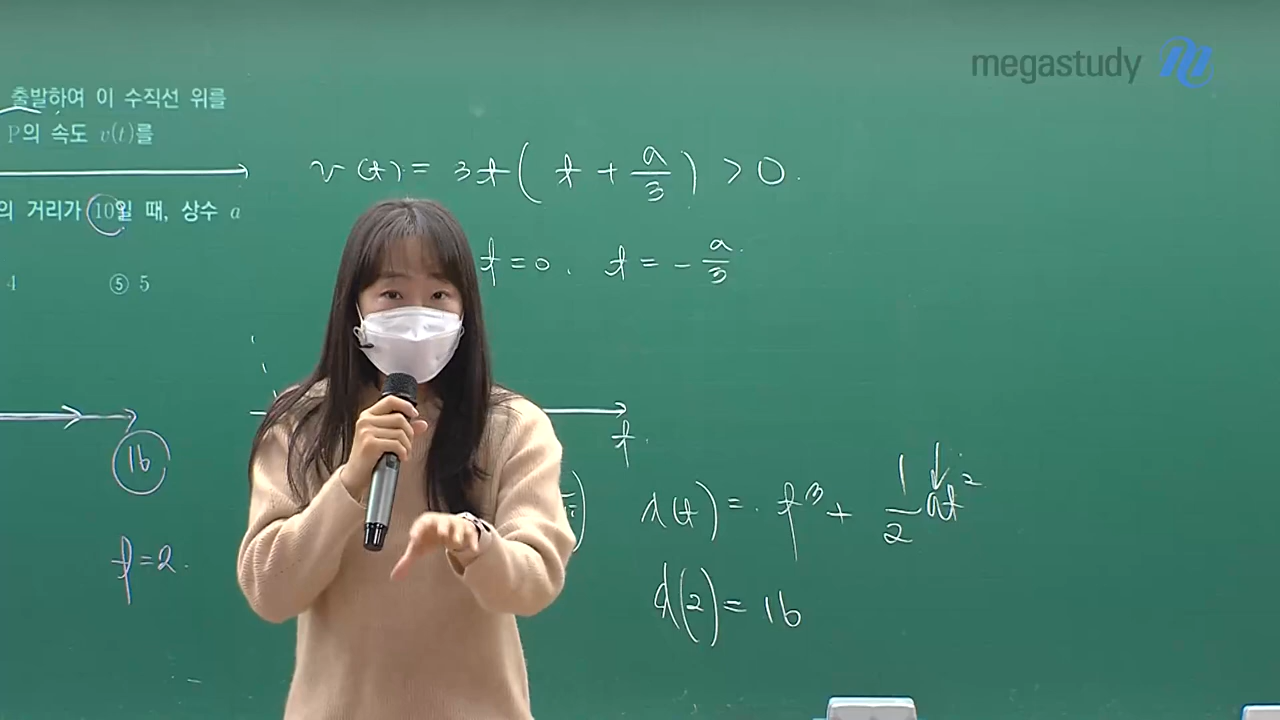 megastudy
출발하여 이 수직선 위를
P의 속도 v(t)를
의 거리가 10일 때, 상수 a
4 ⑤ 5
v(t) = 3t(t + a/3) > 0.
t=0. t = -a/3
t.
16
t=2.
x(t) = t³ + 1/2 at²
x(2) = 16